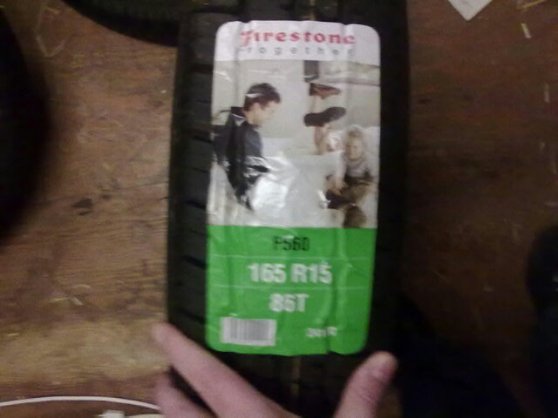 Firestone
together
F560
165 R15
86T